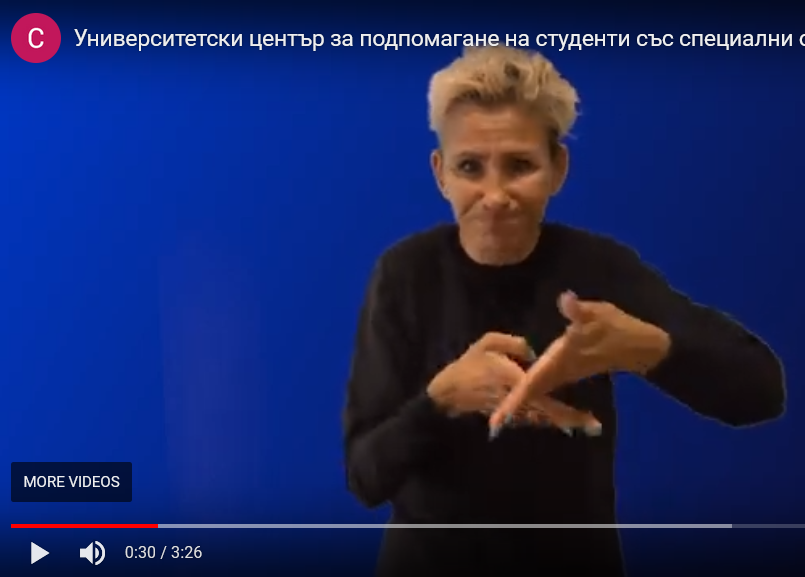 C
Университетски център за подпомагане на студенти със специални
MORE VIDEOS
0:30 / 3:26